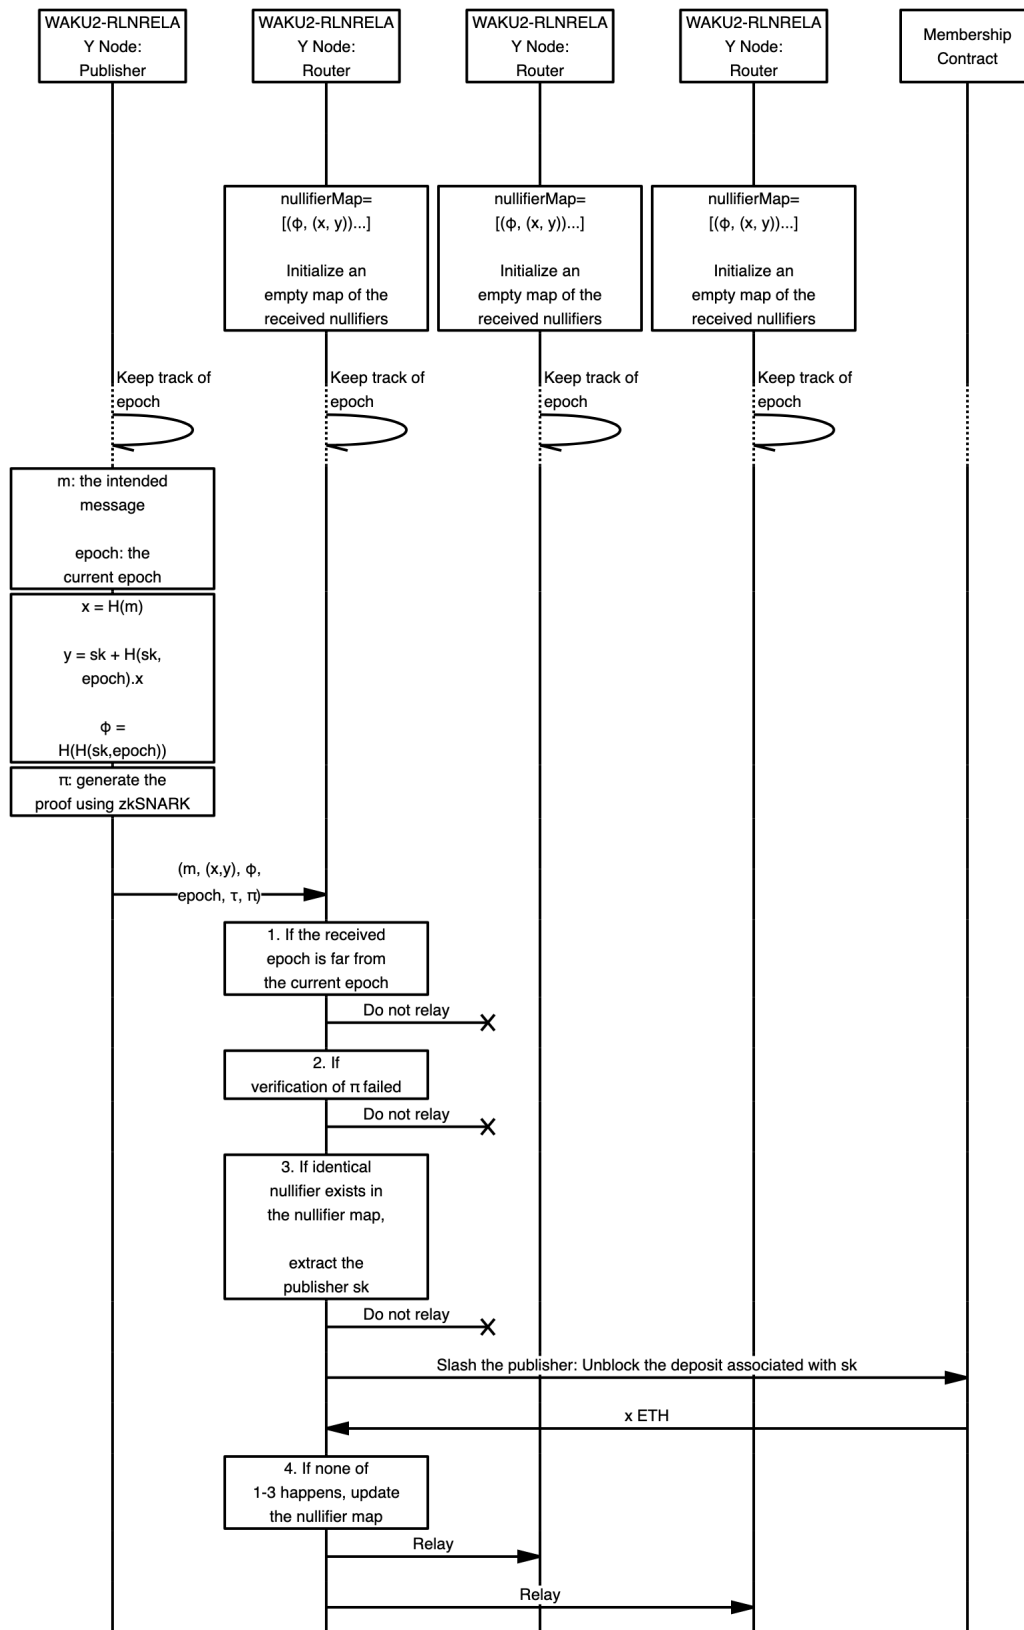 WAKU2-RLNRELA
Y Node:
Publisher
WAKU2-RLNRELA
Y Node:
Router
WAKU2-RLNRELA
Y Node:
Router
WAKU2-RLNRELA
Y Node:
Router
Membership
Contract
nullifierMap=
[(ϕ, (x, y))...]
Initialize an
empty map of the
received nullifiers
nullifierMap=
[(ϕ, (x, y))...]
Initialize an
empty map of the
received nullifiers
nullifierMap=
[(ϕ, (x, y))...]
Initialize an
empty map of the
received nullifiers
Keep track of
epoch
Keep track of
epoch
Keep track of
epoch
Keep track of
epoch
m: the intended
message
epoch: the
current epoch
x = H(m)
y = sk + H(sk,
epoch).x
ϕ =
H(H(sk,epoch))
π: generate the
proof using zkSNARK
(m, (x,y), ϕ,
epoch, τ, π)
1. If the received
epoch is far from
the current epoch
Do not relay
2. If
verification of π failed
Do not relay
3. If identical
nullifier exists in
the nullifier map,
extract the
publisher sk
Do not relay
Slash the publisher: Unblock the deposit associated with sk
x ETH
4. If none of
1-3 happens, update
the nullifier map
Relay
Relay